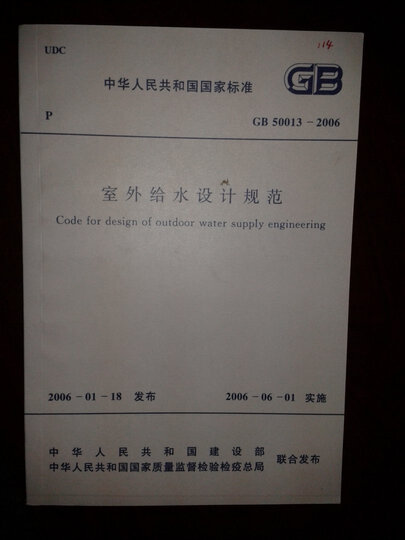 UDC
:14
中华人民共和国国家标准
GB
P
GB 50013－2006
室外给水设计规范
Code for design of outdoor water supply engineering
2006－01－18 发布
2006－06－01 实施
中华人民共和国建设部
中华人民共和国国家质量监督检验检疫总局
联合发布